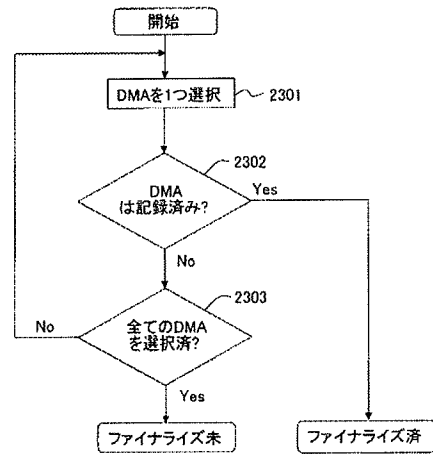 開始
DMAを1つ選択
2301
2302
DMA
は記録済み?
Yes
No
2303
全てのDMA
を選択済?
No
Yes
ファイナライズ未
ファイナライズ済